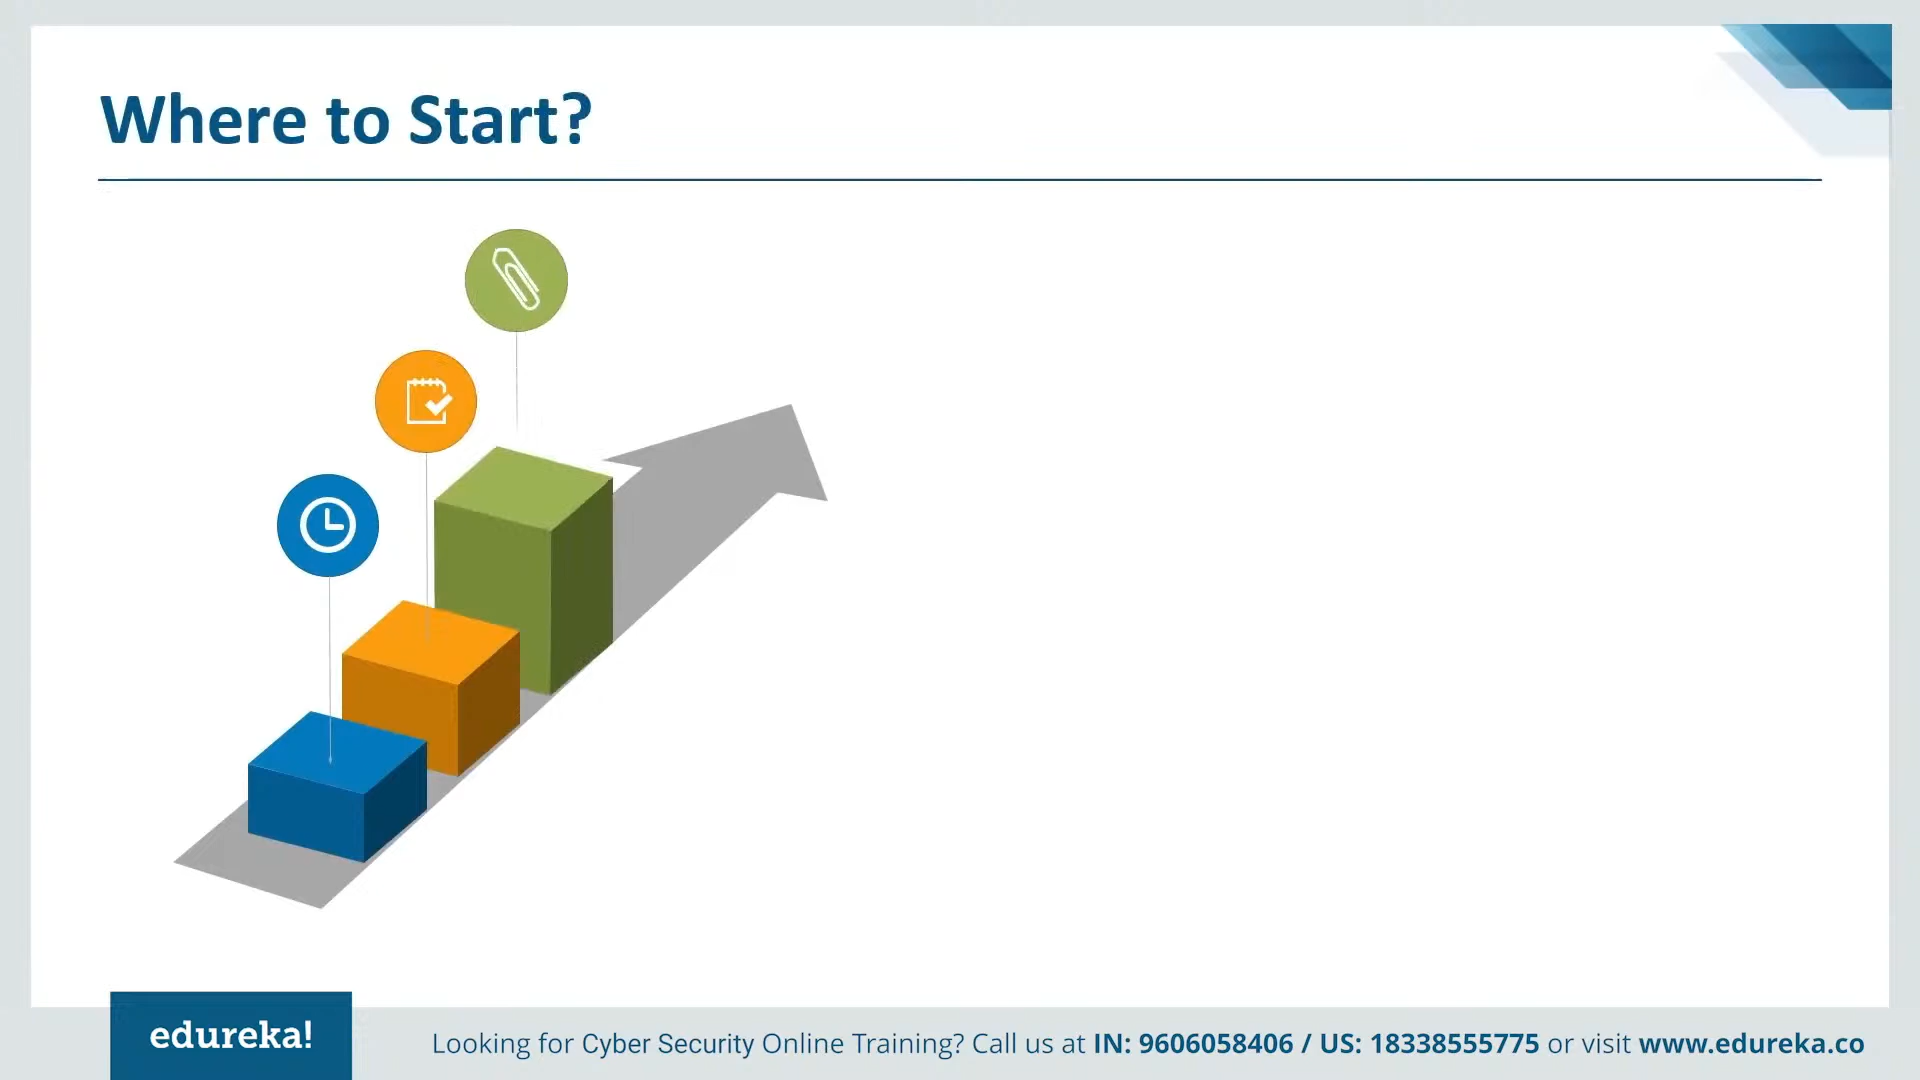 Where to Start?
edureka!
Looking for Cyber Security Online Training? Call us at IN: 9606058406 / US: 18338555775 or visit www.edureka.co